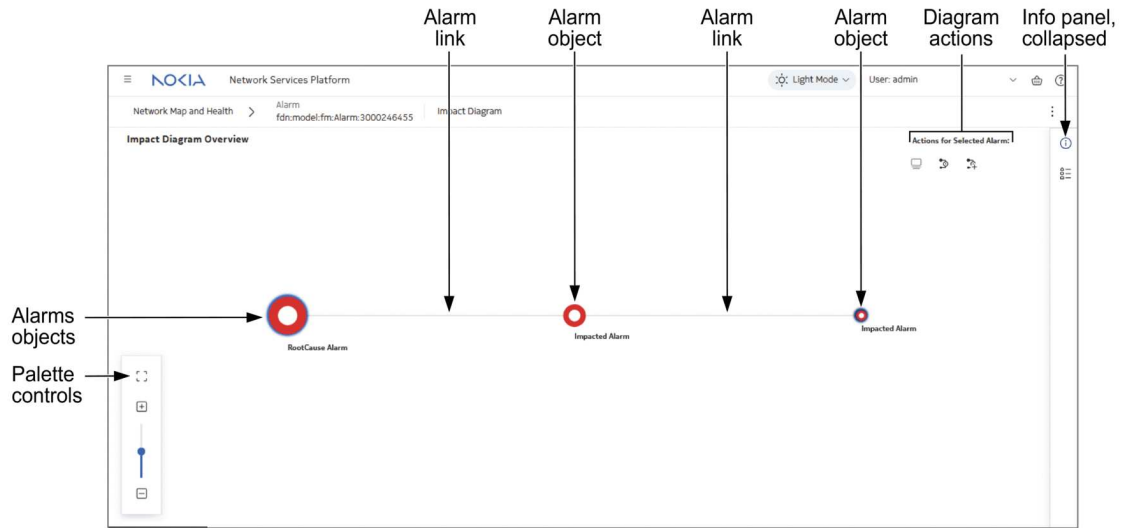 Alarm
link
Alarm
object
Alarm
link
Alarm
object
Diagram
actions
Info panel,
collapsed
NOKIA Network Services Platform
Light Mode
User: admin
Network Map and Health
Alarm
fdn:model:fm:Alarm:3000246455
Impact Diagram
Impact Diagram Overview
Actions for Selected Alarm:
Alarms
objects
RootCause Alarm
Impacted Alarm
Impacted Alarm
Palette
controls